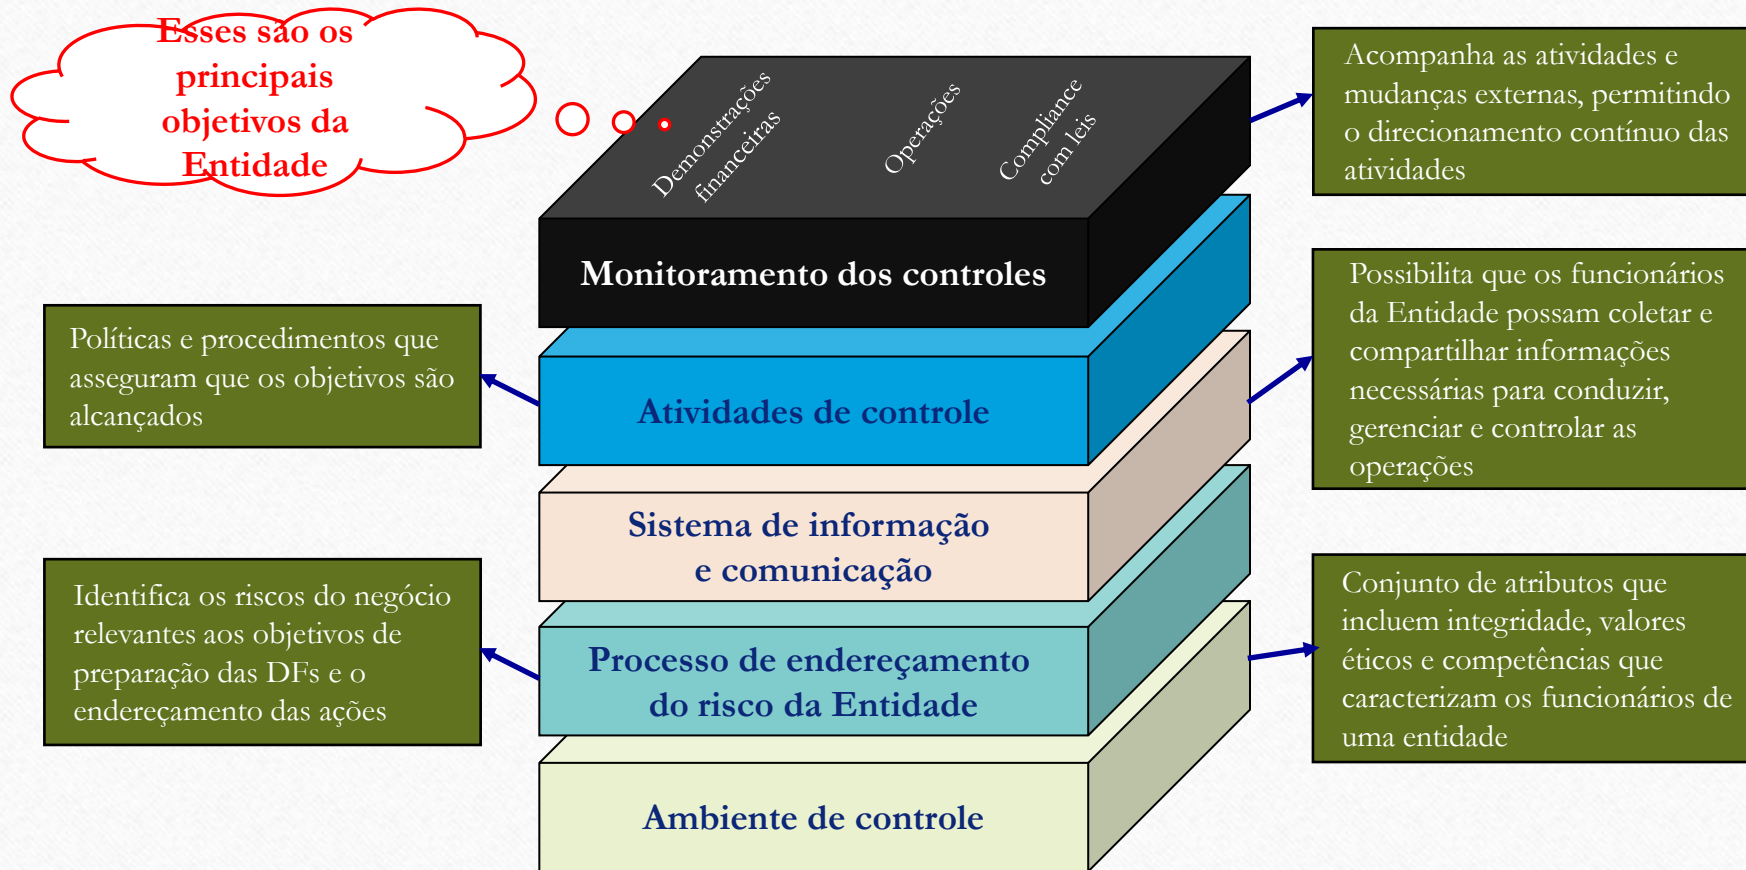 Esses são os
principais
objetivos da
Entidade
Demonstrações
financeiras
Operações
Compliance
com leis
Acompanha as atividades e
mudanças externas, permitindo
o direcionamento contínuo das
atividades
Monitoramento dos controles
Políticas e procedimentos que
asseguram que os objetivos são
alcançados
Atividades de controle
Possibilita que os funcionários
da Entidade possam coletar e
compartilhar informações
necessárias para conduzir,
gerenciar e controlar as
operações
Sistema de informação
e comunicação
Identifica os riscos do negócio
relevantes aos objetivos de
preparação das DFs e o
endereçamento das ações
Processo de endereçamento
do risco da Entidade
Conjunto de atributos que
incluem integridade, valores
éticos e competências que
caracterizam os funcionários de
uma entidade
Ambiente de controle